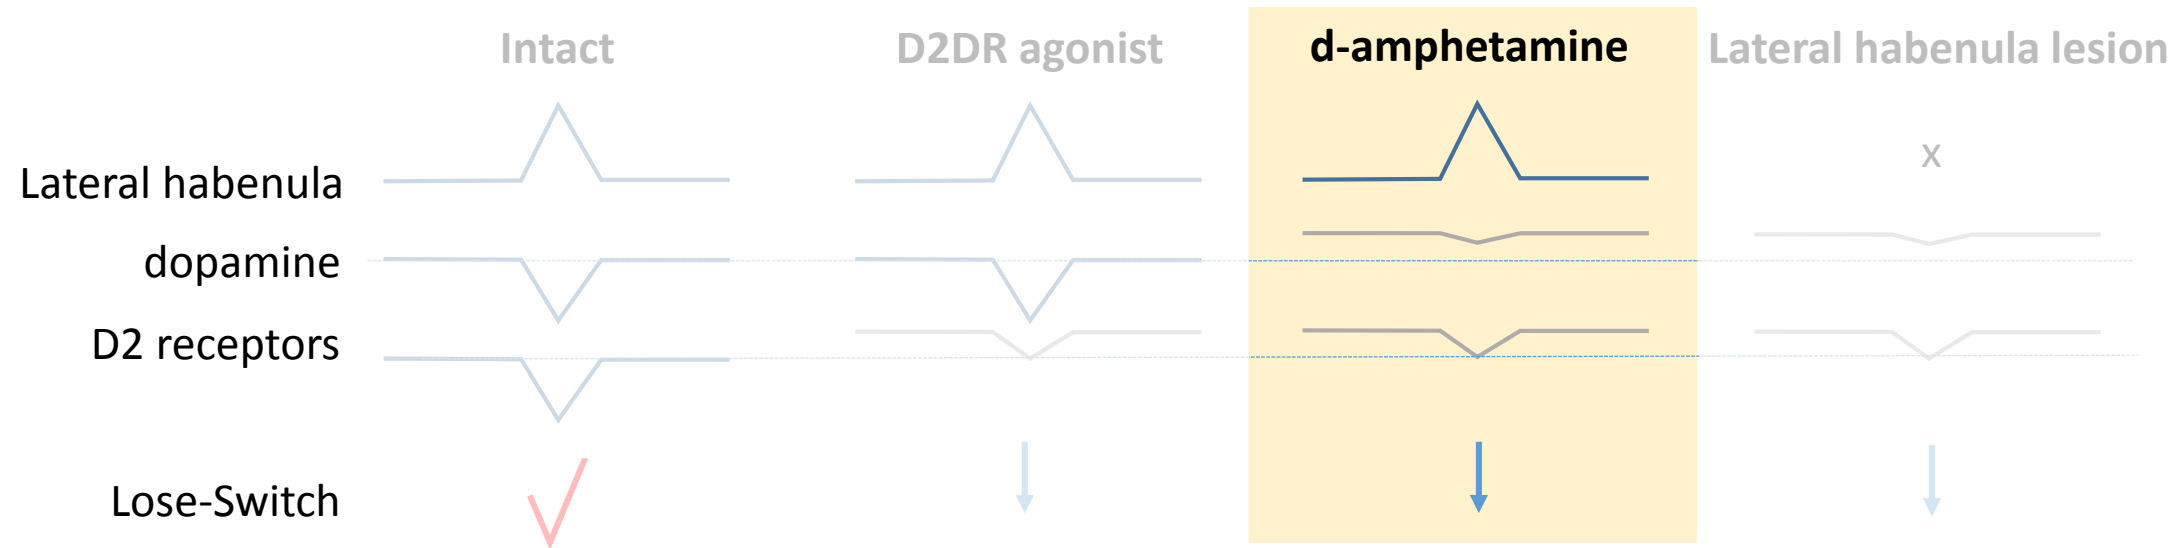 Intact
D2DR agonist
d-amphetamine
Lateral habenula lesion
Lateral habenula
x
dopamine
D2 receptors
Lose-Switch